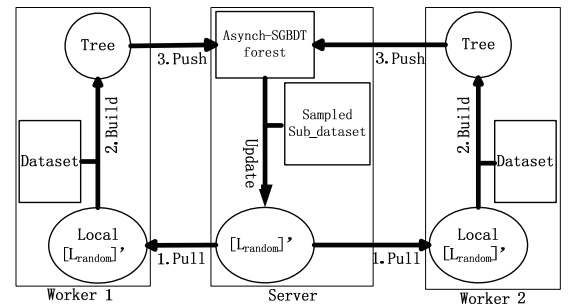 Tree
3.Push
Asynch-SGBDT
forest
3.Push
Tree
2.Build
Dataset
Update
Sampled
Sub_dataset
2.Build
Dataset
Local
[Lrandom]'
1.Pull
[Lrandom]'
1.Pull
Local
[Lrandom]'
Worker 1
Server
Worker 2